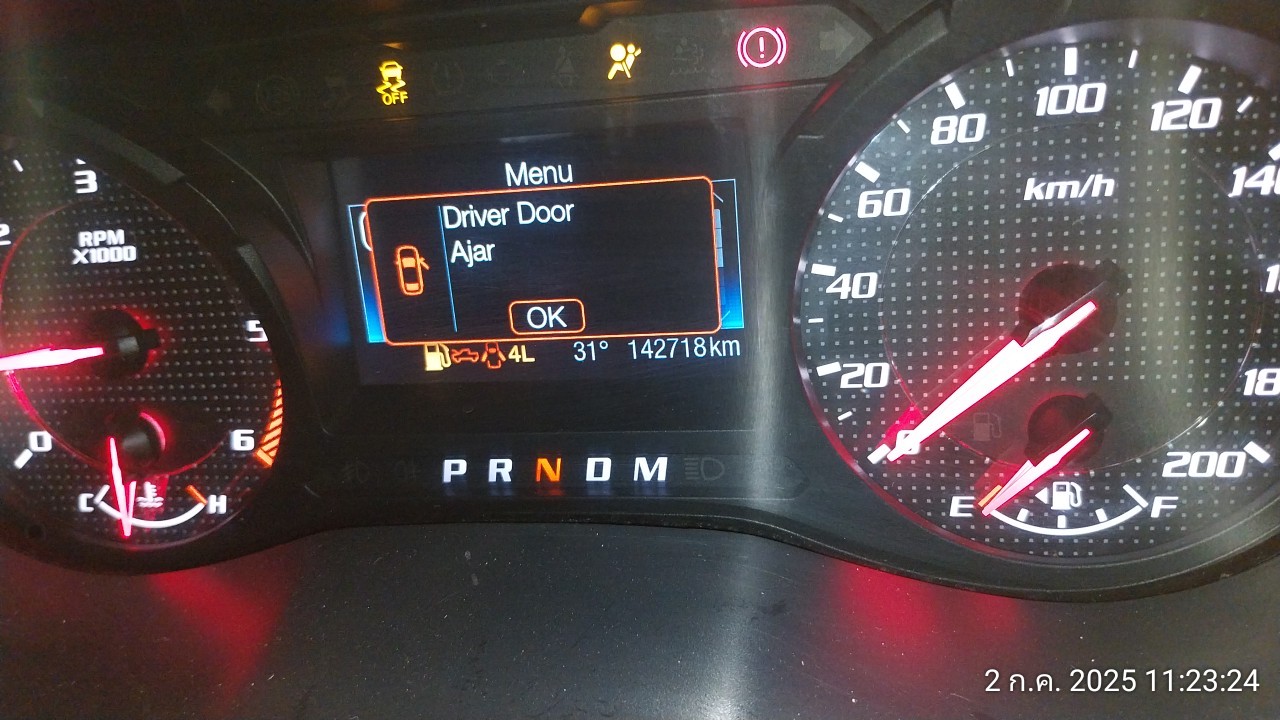 OFF
Menu
Driver Door
Ajar
OK
4L 31° 142718km
P R N D M
2 3 5 6
RPM
X1000
0
C H
0 20 40 60 80 100 120 200
km/h
E F
2 ก.ค. 2025 11:23:24